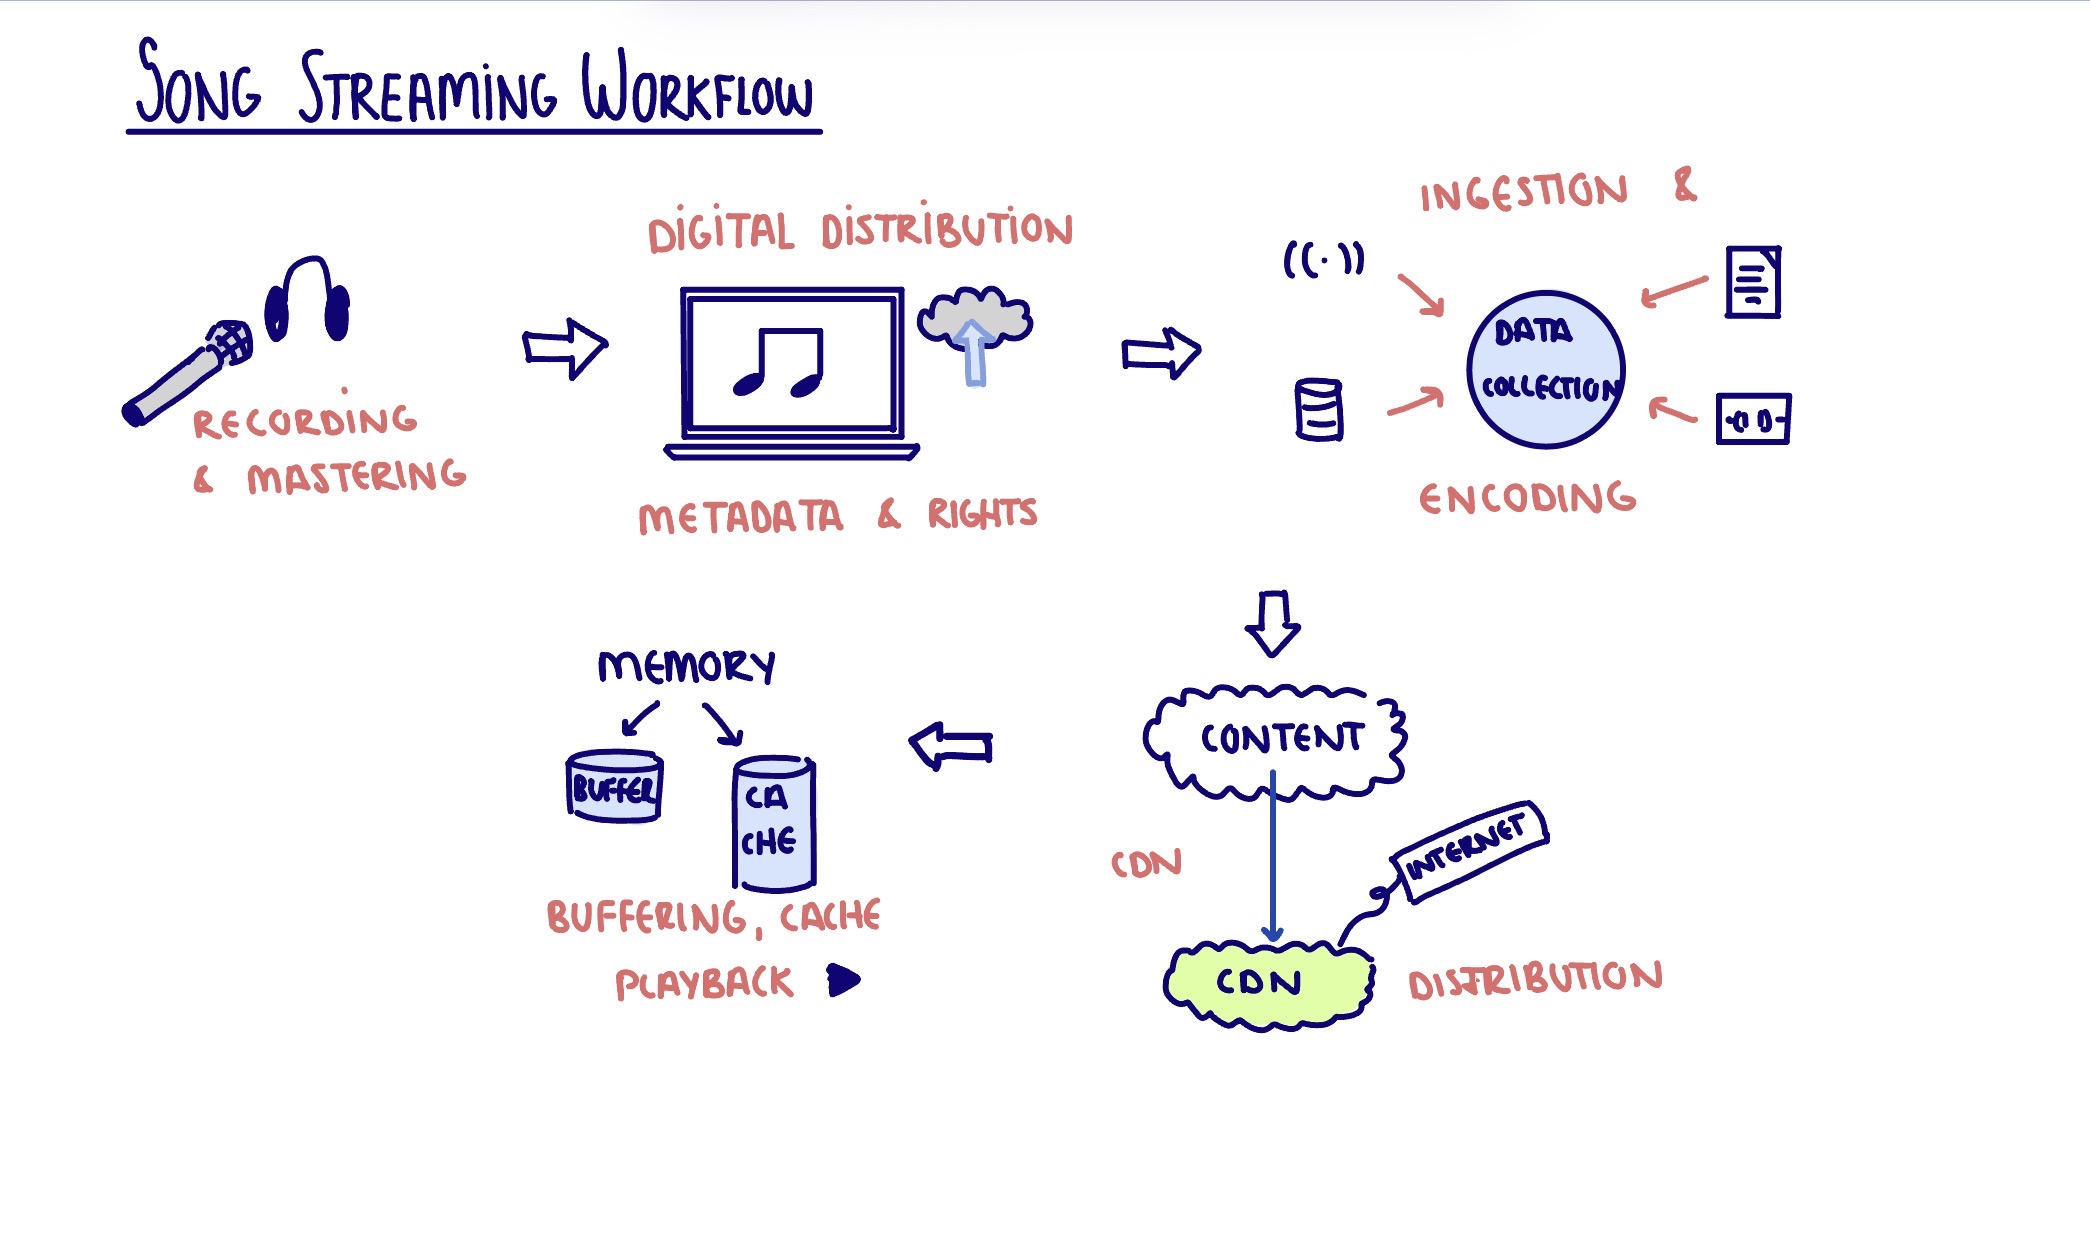 SONG STREAMING WORKFLOW
RECORDING
& MASTERING
DIGITAL DISTRIBUTION
METADATA & RIGHTS
INGESTION &
DATA
COLLECTION
ENCODING
CONTENT
CDN
INTERNET
CDN
DISTRIBUTION
MEMORY
BUFFER
CA
CHE
BUFFERING, CACHE
PLAYBACK